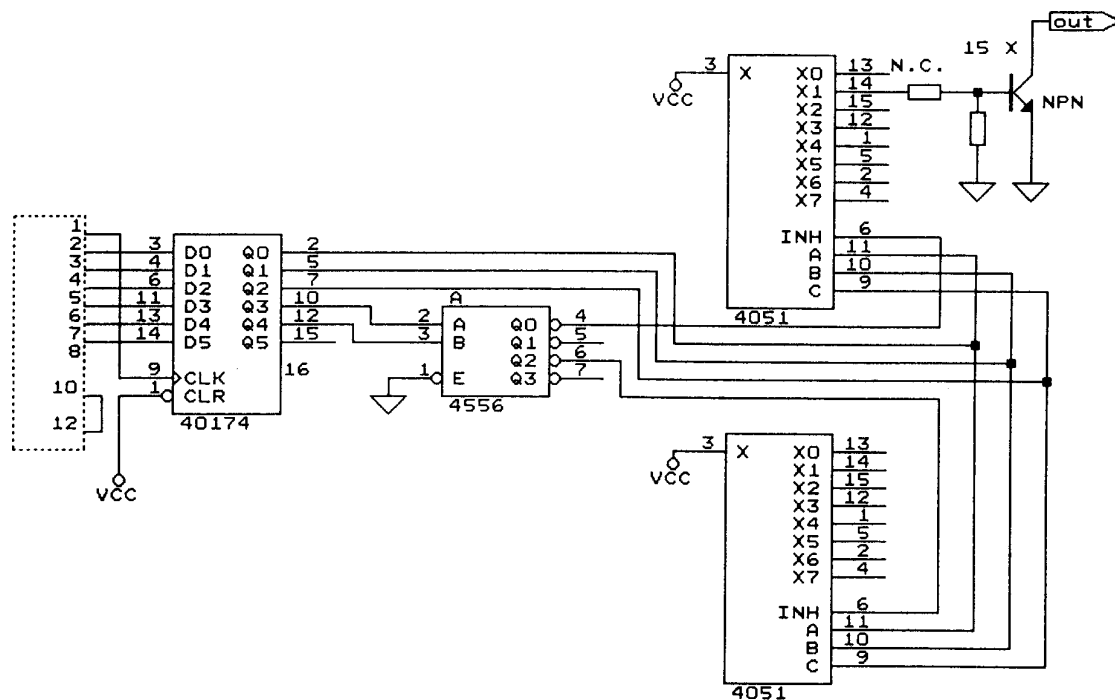 out
15 X
N.C.
NPN
VCC
3 X
X0 13
X1 14
X2 15
X3 12
X4 1
X5 5
X6 2
X7 4
INH 6
A 11
B 10
C 9
4051
1
2
3
4
5
6
7
8
10
12
3 D0 Q0 2
4 D1 Q1 5
6 D2 Q2 7
11 D3 Q3 10
13 D4 Q4 12
14 D5 Q5 15
9 CLK
1 CLR
16
40174
VCC
A
2 A Q0 4
3 B Q1 5
Q2 6
1 E Q3 7
4556
VCC
3 X
X0 13
X1 14
X2 15
X3 12
X4 1
X5 5
X6 2
X7 4
INH 6
A 11
B 10
C 9
4051